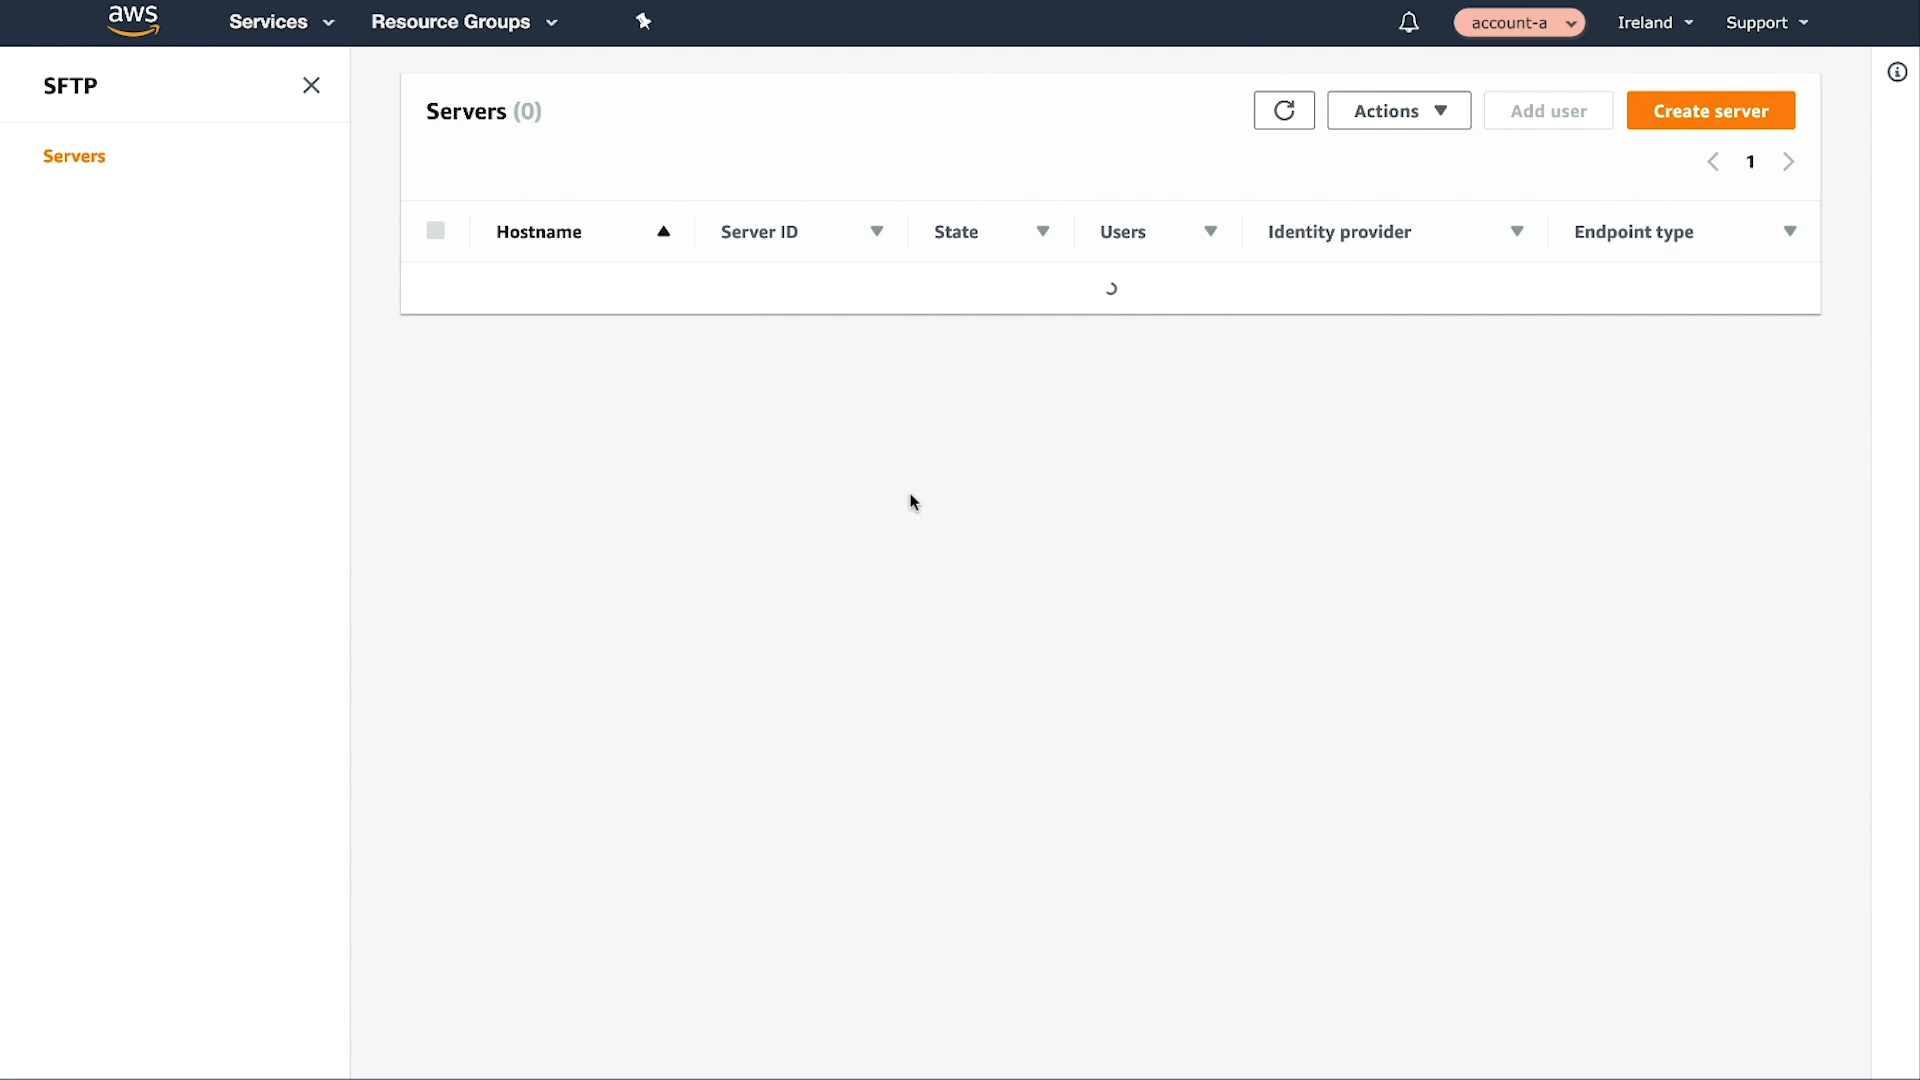 aws Services Resource Groups account-a Ireland Support
SFTP
Servers
Servers (0) Actions Add user Create server
1
Hostname Server ID State Users Identity provider Endpoint type